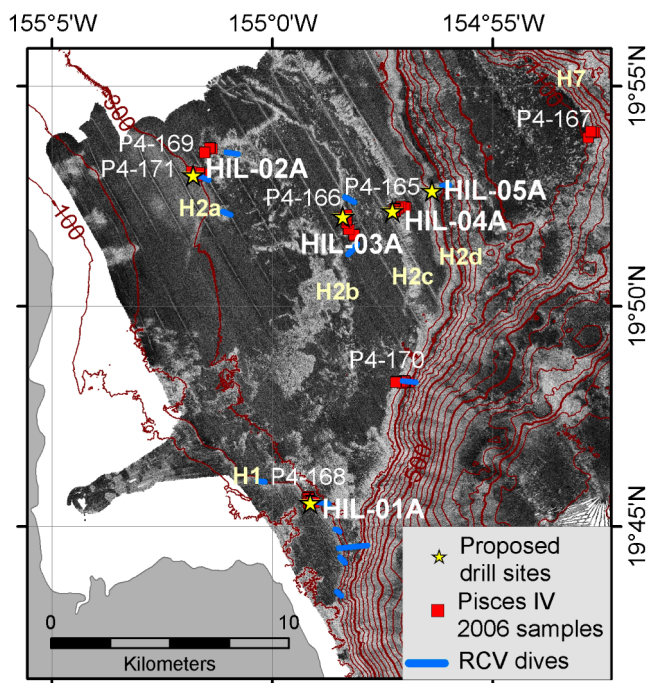 155°5'W
155°0'W
154°55'W
19°55'N
19°50'N
19°45'N
300
100
H7
P4-167
P4-169
P4-171
HIL-02A
H2a
P4-166
P4-165
HIL-05A
HIL-04A
HIL-03A
H2d
H2c
H2b
P4-170
500
H1
P4-168
HIL-01A
0
10
Kilometers
Proposed
drill sites
Pisces IV
2006 samples
RCV dives